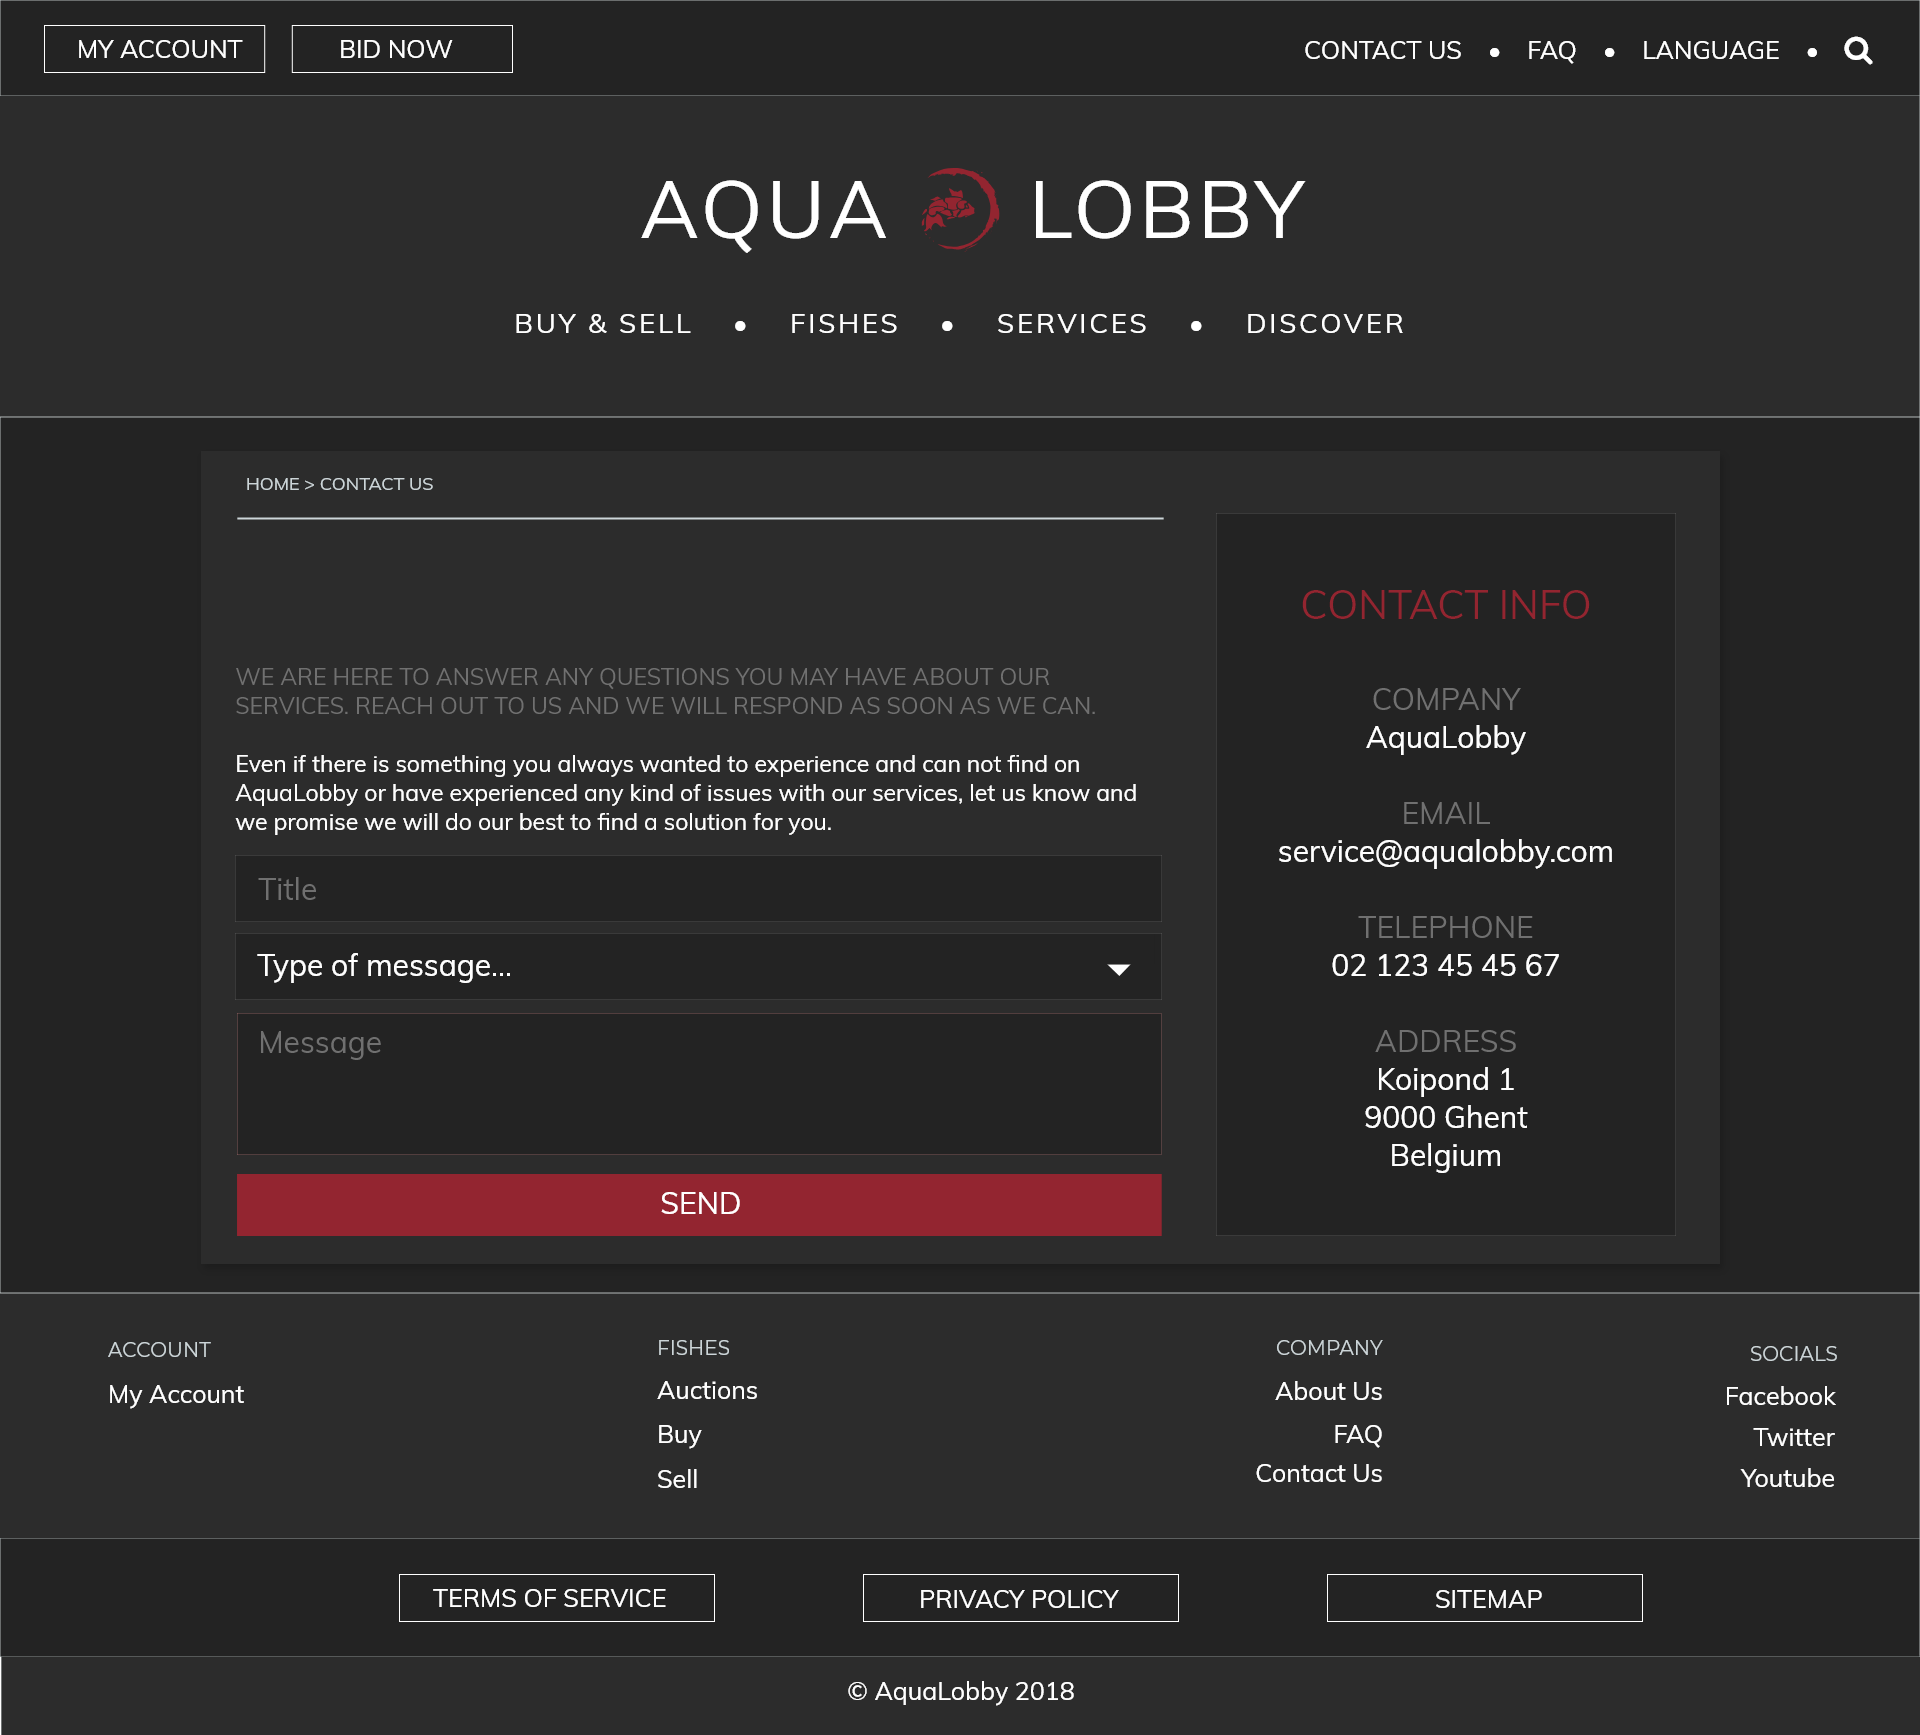 MY ACCOUNT
BID NOW
CONTACT US • FAQ • LANGUAGE •
AQUA LOBBY
BUY & SELL • FISHES • SERVICES • DISCOVER
HOME > CONTACT US
WE ARE HERE TO ANSWER ANY QUESTIONS YOU MAY HAVE ABOUT OUR
SERVICES. REACH OUT TO US AND WE WILL RESPOND AS SOON AS WE CAN.
Even if there is something you always wanted to experience and can not find on
AquaLobby or have experienced any kind of issues with our services, let us know and
we promise we will do our best to find a solution for you.
Title
Type of message...
Message
SEND
CONTACT INFO
COMPANY
AquaLobby
EMAIL
service@aqualobby.com
TELEPHONE
02 123 45 45 67
ADDRESS
Koipond 1
9000 Ghent
Belgium
ACCOUNT
My Account
FISHES
Auctions
Buy
Sell
COMPANY
About Us
FAQ
Contact Us
SOCIALS
Facebook
Twitter
Youtube
TERMS OF SERVICE
PRIVACY POLICY
SITEMAP
© AquaLobby 2018